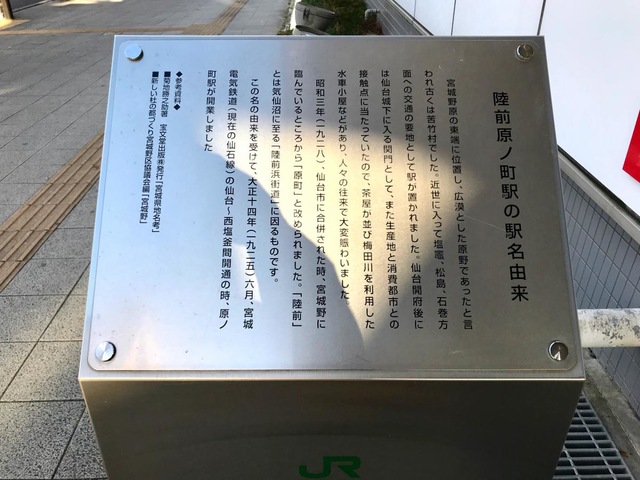 陸前原ノ町駅の駅名由来
宮城野原の東端に位置し、広漠とした原野であったと言
われ古くは苦竹村でした。近世に入って塩竈、松島、石巻方
面への交通の要地として駅が置かれました。仙台開府後に
は仙台城下に入る関門として、また生産地と消費都市との
接触点に当たっていたので、茶屋が並び梅田川を利用した
水車小屋などがあり、人々の往来で大変賑わいました。
昭和三年(一九二八)、仙台市に合併された時、宮城野に
臨んでいるところから「原町」と改められました。「陸前」
とは気仙沼に至る「陸前浜街道」に因るものです。
この名の由来を受けて、大正十四年(一九二五)六月、宮城
電気鉄道(現在の仙石線)の仙台〜西塩釜間開通の時、原ノ
町駅が開業しました
◆参考資料◆
■菊地勝之助著 宝文堂出版㈱発行「宮城県地名考」
■新しい杜の都づくり宮城野区協議会編「宮城野」
JR